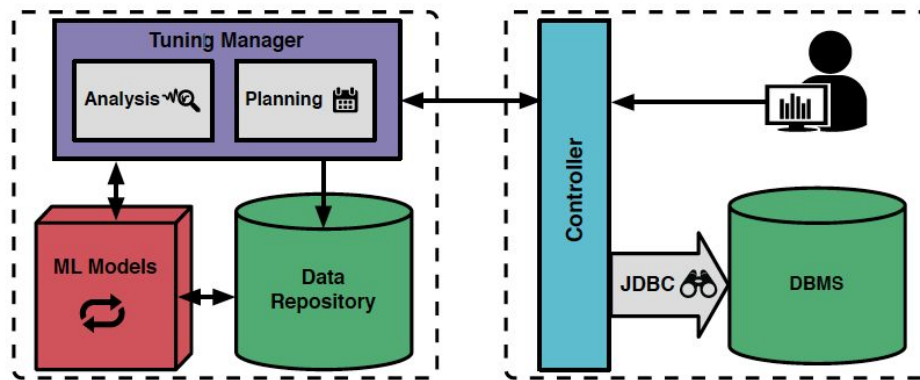 Tuning Manager
Analysis
Planning
ML Models
Data
Repository
Controller
JDBC
DBMS